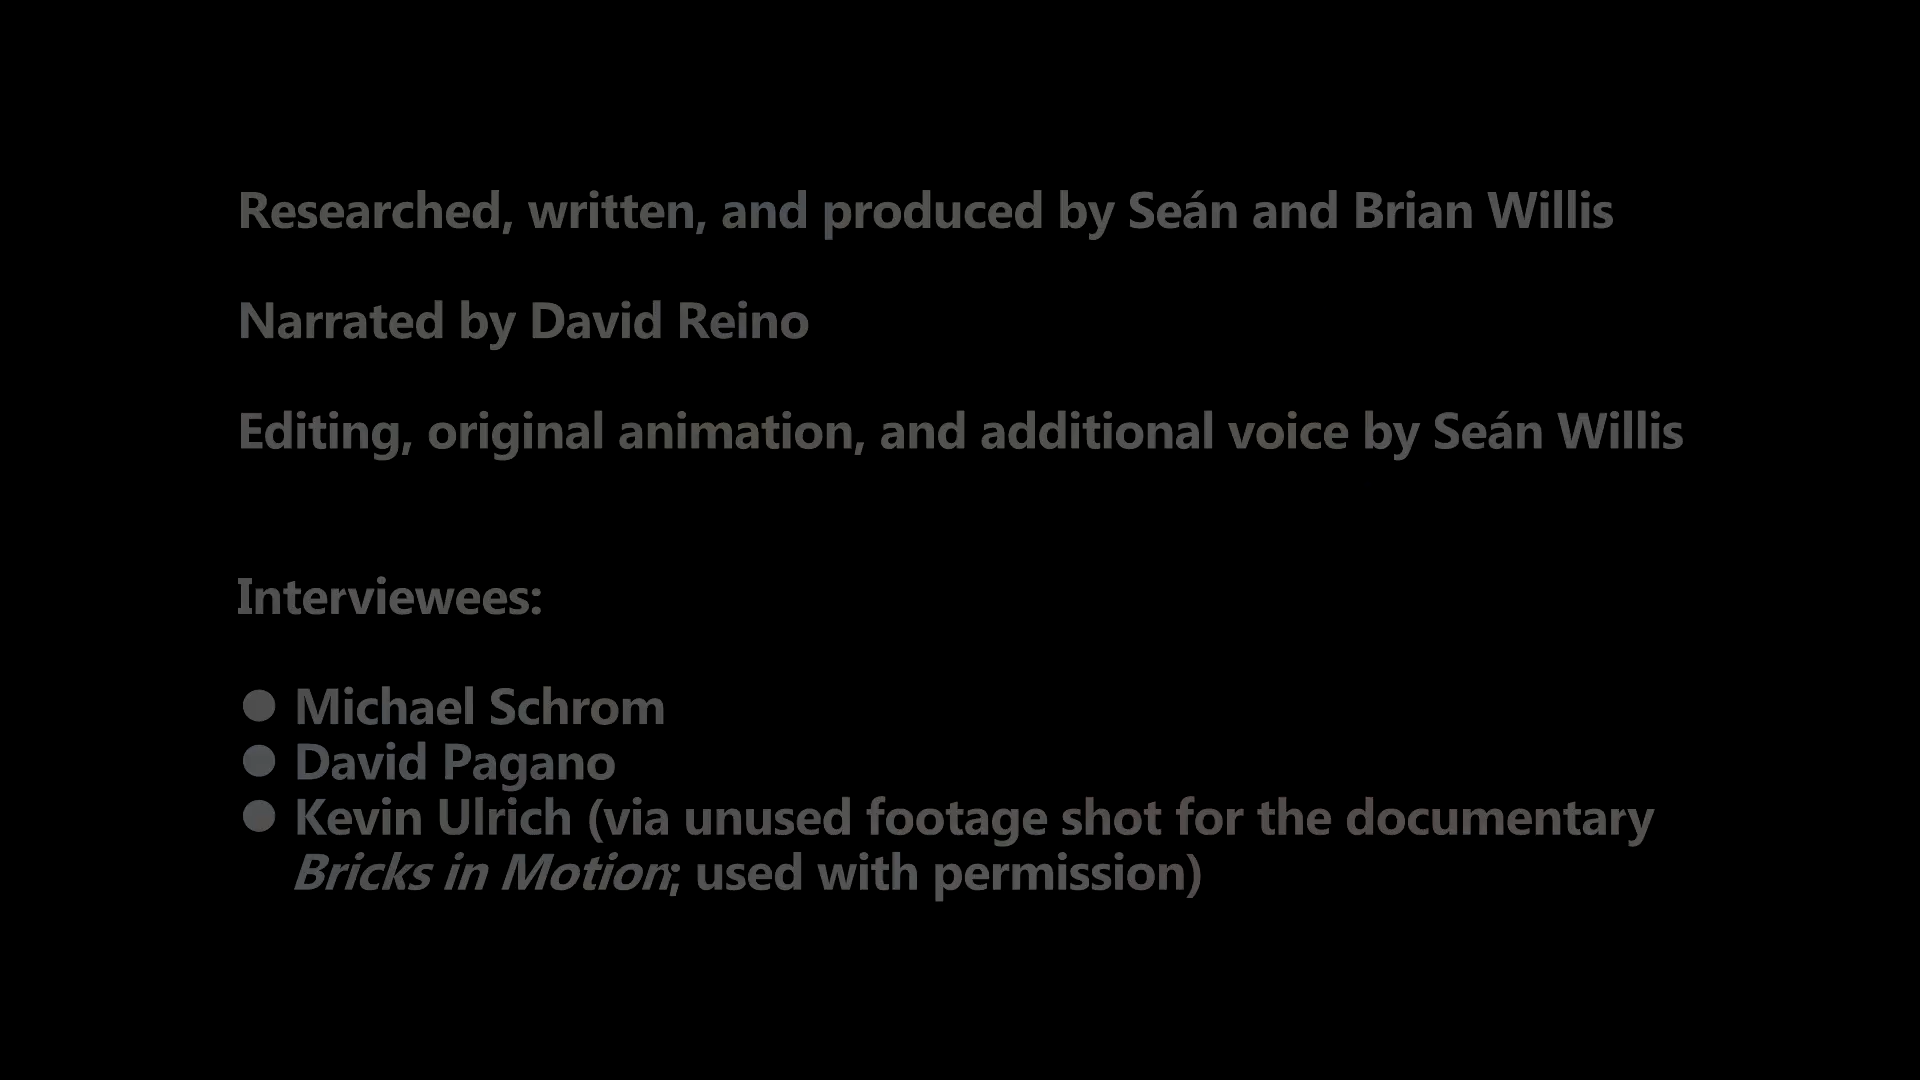 Researched, written, and produced by Seán and Brian Willis
Narrated by David Reino
Editing, original animation, and additional voice by Seán Willis
Interviewees:
● Michael Schrom
● David Pagano
● Kevin Ulrich (via unused footage shot for the documentary
Bricks in Motion; used with permission)